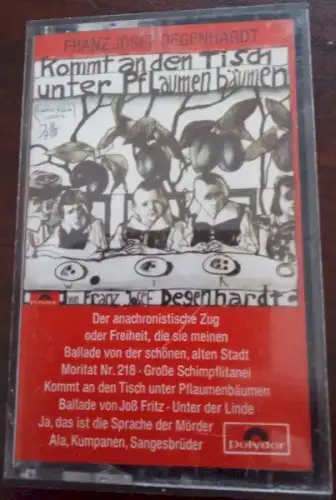 FRANZ JOSEF DEGENHARDT
Kommt an den Tisch
unter Pflaumenbäumen
W I R
Franz Josef Degenhardt
Der anachronistische Zug
oder Freiheit, die sie meinen
Ballade von der schönen, alten Stadt
Moritat Nr. 218 · Große Schimpflitanei
Kommt an den Tisch unter Pflaumenbäumen
Ballade von Joß Fritz · Unter der Linde
Ja, das ist die Sprache der Mörder
Ala, Kumpanen, Sangesbrüder
Polydor